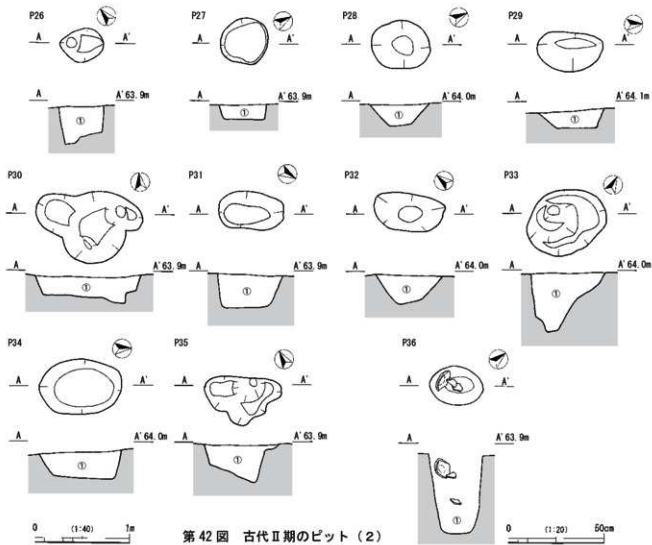 P26
P27
P28
P29
A A'
A A'
A A'
A A'
A A' 63.9m
A A' 63.9m
A A' 64.0m
A A' 64.1m
①
①
①
①
P30
P31
P32
P33
A A'
A A'
A A'
A A'
A A' 63.9m
A A' 63.9m
A A' 64.0m
A A' 64.0m
①
①
①
①
P34
P35
P36
A A'
A A'
A A'
A A' 64.0m
A A' 63.9m
A A' 63.9m
①
①
①
0 (1:40) 1m
第42図 古代Ⅱ期のピット(2)
0 (1:20) 50cm